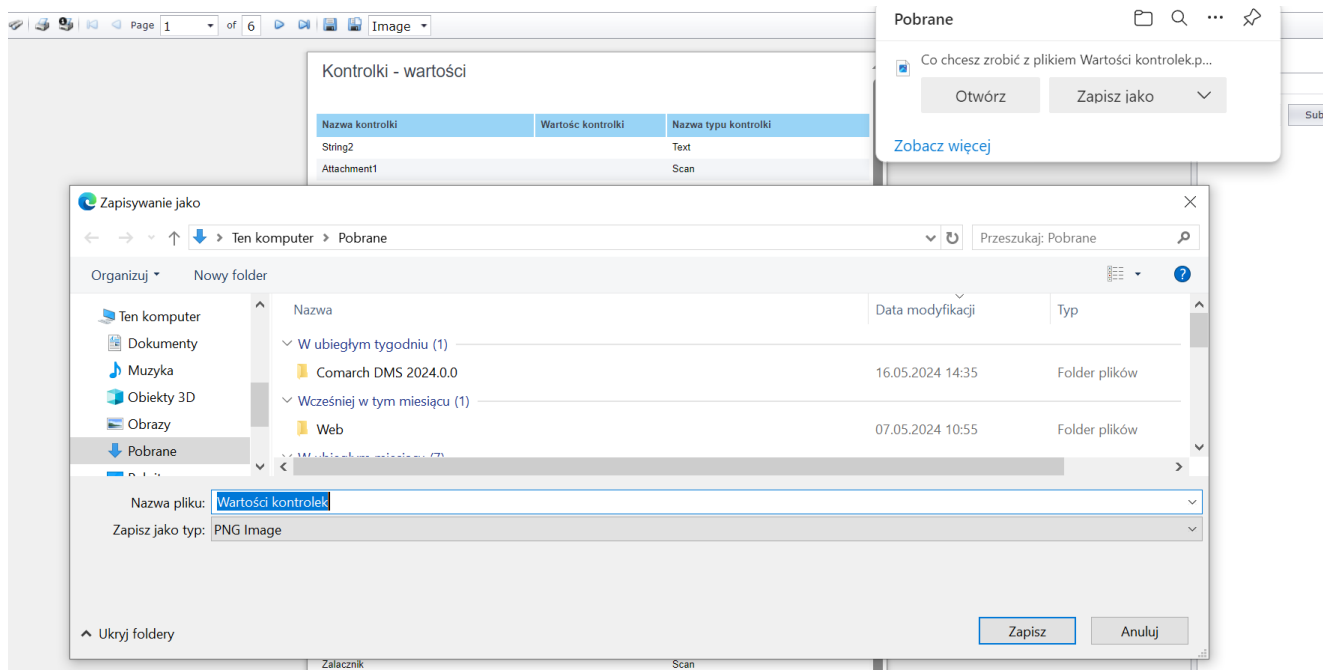 Page 1 of 6 Image
Pobrane
Co chcesz zrobić z plikiem Wartości kontrolek.p...
Otwórz Zapisz jako
Zobacz więcej
Sub
Kontrolki - wartości
Nazwa kontrolki Wartośc kontrolki Nazwa typu kontrolki
String2 Text
Attachment1 Scan
Zapisywanie jako
Ten komputer Pobrane
Przeszukaj: Pobrane
Organizuj Nowy folder
Ten komputer
Dokumenty
Muzyka
Obiekty 3D
Obrazy
Pobrane
Nazwa Data modyfikacji Typ
W ubiegłym tygodniu (1)
Comarch DMS 2024.0.0 16.05.2024 14:35 Folder plików
Wcześniej w tym miesiącu (1)
Web 07.05.2024 10:55 Folder plików
W ubiegłym miesiącu (7)
Nazwa pliku: Wartości kontrolek
Zapisz jako typ: PNG Image
Ukryj foldery
Zapisz Anuluj
Zalacznik Scan